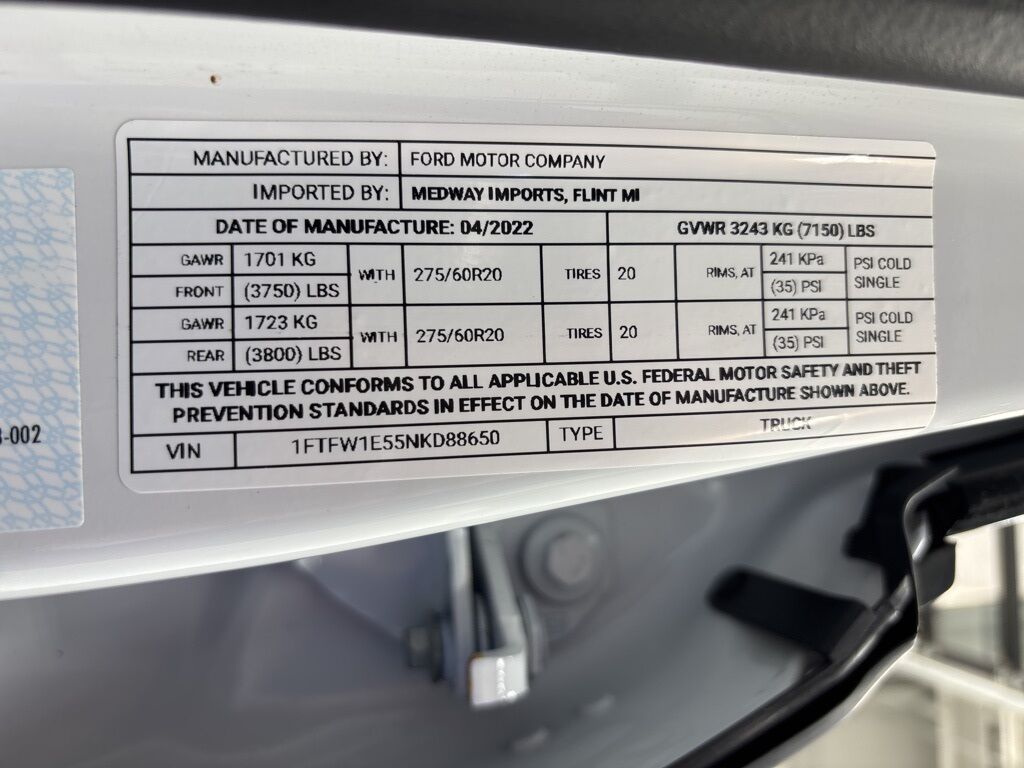 MANUFACTURED BY: FORD MOTOR COMPANY
IMPORTED BY: MEDWAY IMPORTS, FLINT MI
DATE OF MANUFACTURE: 04/2022 GVWR 3243 KG (7150) LBS
GAWR 1701 KG WITH 275/60R20 TIRES 20 RIMS, AT 241 KPa PSI COLD
FRONT (3750) LBS (35) PSI SINGLE
GAWR 1723 KG WITH 275/60R20 TIRES 20 RIMS, AT 241 KPa PSI COLD
REAR (3800) LBS (35) PSI SINGLE
THIS VEHICLE CONFORMS TO ALL APPLICABLE U.S. FEDERAL MOTOR SAFETY AND THEFT
PREVENTION STANDARDS IN EFFECT ON THE DATE OF MANUFACTURE SHOWN ABOVE.
VIN 1FTFW1E55NKD88650 TYPE TRUCK
-002